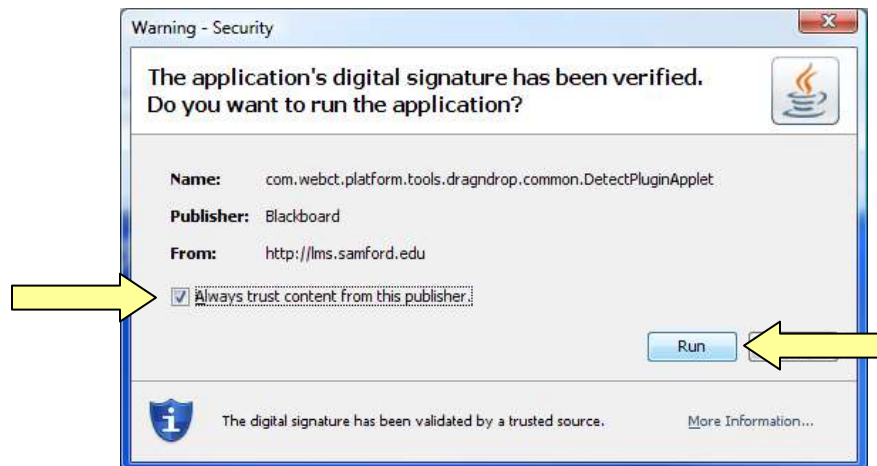 Warning - Security
The application's digital signature has been verified.
Do you want to run the application?
Name: com.webct.platform.tools.dragndrop.common.DetectPluginApplet
Publisher: Blackboard
From: http://lms.samford.edu
Always trust content from this publisher.
Run
The digital signature has been validated by a trusted source. More Information...